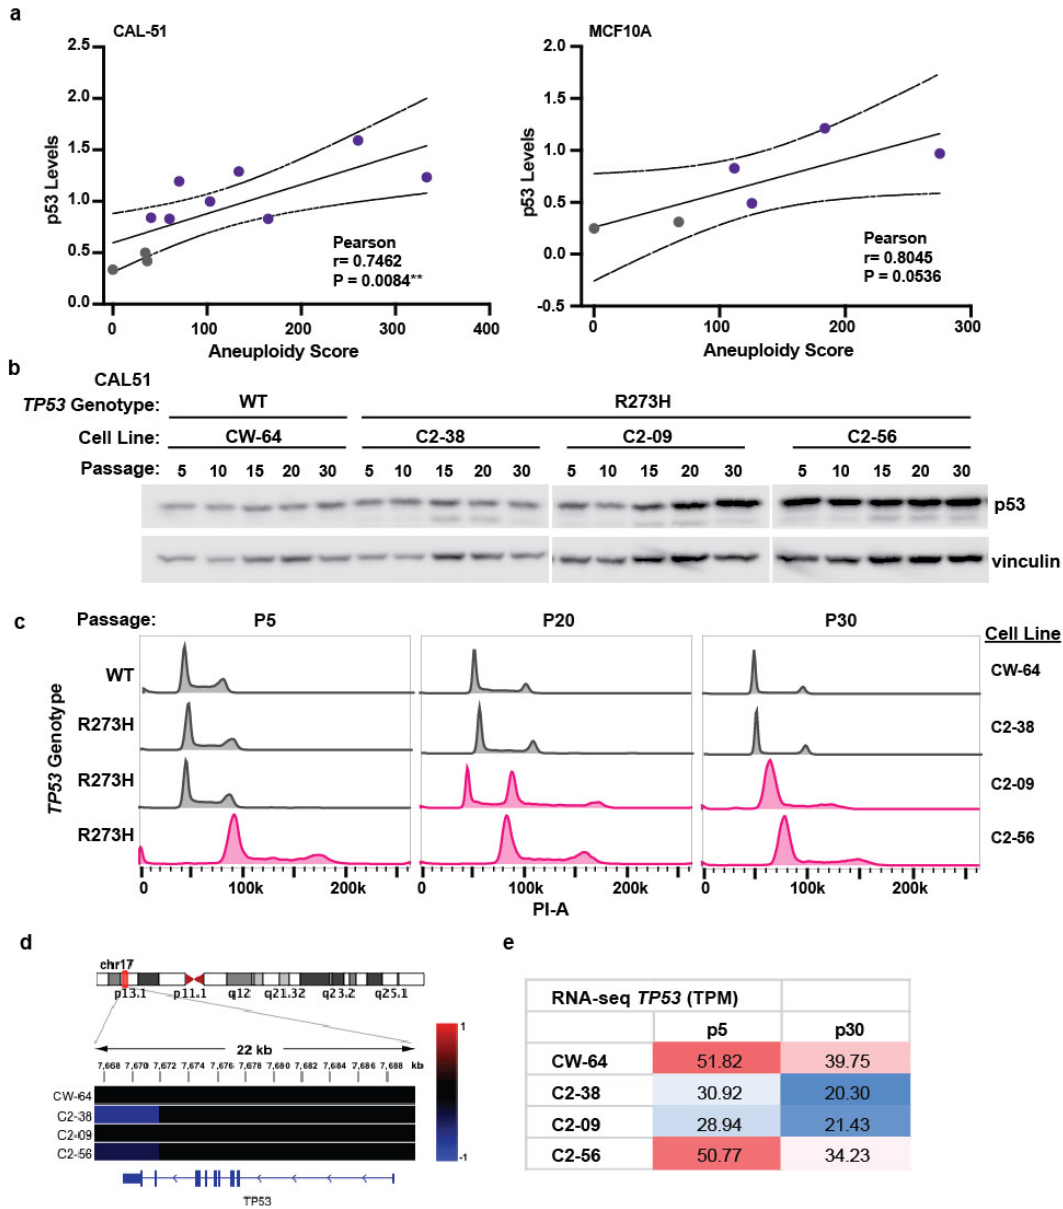 a
CAL-51
MCF10A
2.5
2.0
1.5
1.0
0.5
0.0
p53 Levels
0 100 200 300 400
Aneuploidy Score
Pearson
r= 0.7462
P = 0.0084**
2.0
1.5
1.0
0.5
0.0
-0.5
p53 Levels
0 100 200 300
Aneuploidy Score
Pearson
r= 0.8045
P = 0.0536
b
CAL51
TP53 Genotype: WT R273H
Cell Line: CW-64 C2-38 C2-09 C2-56
Passage: 5 10 15 20 30 5 10 15 20 30 5 10 15 20 30 5 10 15 20 30
p53
vinculin
c
Passage: P5 P20 P30
Cell Line
TP53 Genotype
WT CW-64
R273H C2-38
R273H C2-09
R273H C2-56
0 100k 200k 0 100k 200k 0 100k 200k
PI-A
d
chr17
p13.1 p11.1 q12 q21.32 q23.2 q25.1
22 kb
7,668 7,670 7,672 7,674 7,676 7,678 7,680 7,682 7,684 7,686 7,688 kb
CW-64
C2-38
C2-09
C2-56
TP53
1
-1
e
RNA-seq TP53 (TPM)
p5 p30
CW-64 51.82 39.75
C2-38 30.92 20.30
C2-09 28.94 21.43
C2-56 50.77 34.23